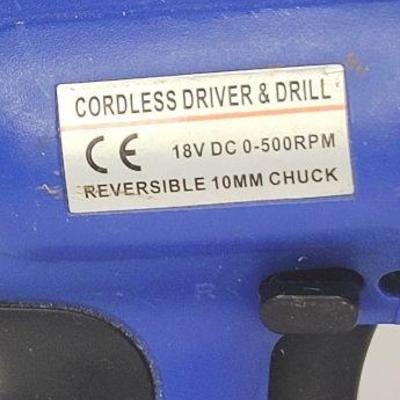 CORDLESS DRIVER & DRILL
CE 18V DC 0-500RPM
REVERSIBLE 10MM CHUCK
R